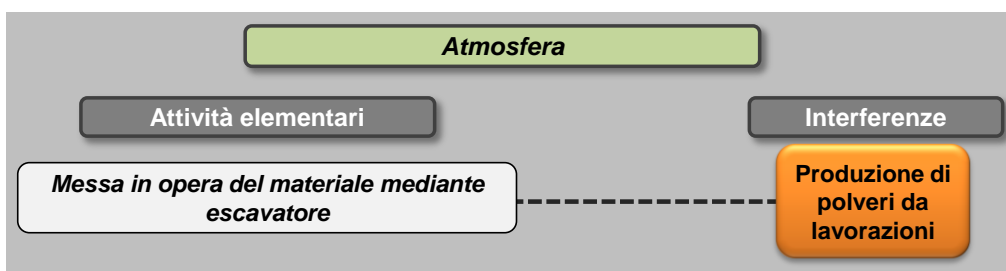 Atmosfera
Attività elementari
Interferenze
Messa in opera del materiale mediante
escavatore
Produzione di
polveri da
lavorazioni